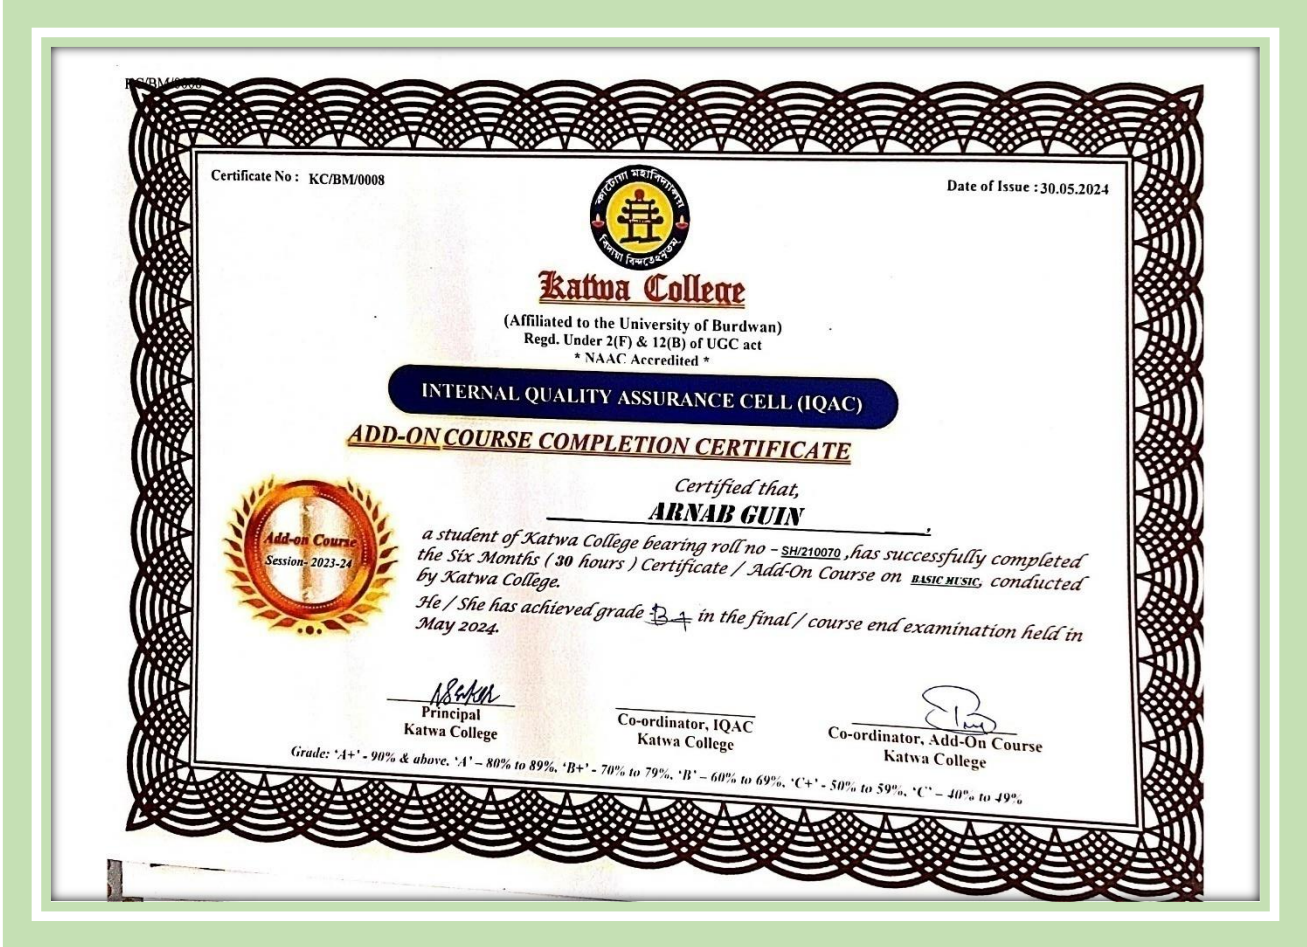 KC/BM/0008
Certificate No : KC/BM/0008
Date of Issue : 30.05.2024
কাটোয়া মহাবিদ্যালয়
Katwa College
(Affiliated to the University of Burdwan)
Regd. Under 2(F) & 12(B) of UGC act
* NAAC Accredited *
INTERNAL QUALITY ASSURANCE CELL (IQAC)
ADD-ON COURSE COMPLETION CERTIFICATE
Certified that,
ARNAB GUIN,
Add-on Course
Session- 2023-24
a student of Katwa College bearing roll no - SH/210070 ,has successfully completed
the Six Months ( 30 hours ) Certificate / Add-On Course on BASIC MUSIC, conducted
by Katwa College.
He / She has achieved grade B+ in the final / course end examination held in
May 2024.
Principal
Katwa College
Co-ordinator, IQAC
Katwa College
Co-ordinator, Add-On Course
Katwa College
Grade: 'A+' - 90% & above, 'A' – 80% to 89%, 'B+' - 70% to 79%, 'B' – 60% to 69%, 'C+' - 50% to 59%, 'C' – 40% to 49%